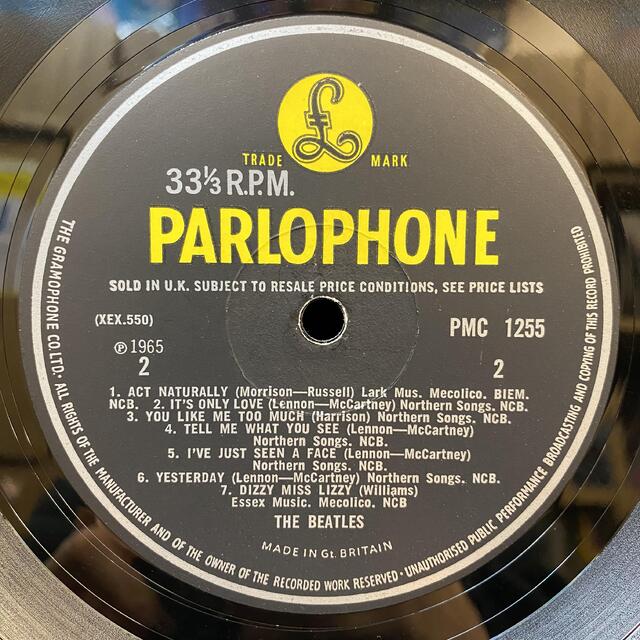 TRADE MARK
33⅓ R.P.M.
PARLOPHONE
SOLD IN U.K. SUBJECT TO RESALE PRICE CONDITIONS, SEE PRICE LISTS
(XEX.550) PMC 1255
Ⓟ 1965
2 2
1. ACT NATURALLY (Morrison—Russell) Lark Mus. Mecolico. BIEM.
NCB. 2. IT'S ONLY LOVE (Lennon—McCartney) Northern Songs. NCB.
3. YOU LIKE ME TOO MUCH (Harrison) Northern Songs. NCB.
4. TELL ME WHAT YOU SEE (Lennon—McCartney)
Northern Songs. NCB.
5. I'VE JUST SEEN A FACE (Lennon—McCartney)
Northern Songs. NCB.
6. YESTERDAY (Lennon—McCartney) Northern Songs. NCB.
7. DIZZY MISS LIZZY (Williams)
Essex Music. Mecolico. NCB
THE BEATLES
MADE IN Gt. BRITAIN
THE GRAMOPHONE CO. LTD. · ALL RIGHTS OF THE MANUFACTURER AND OF THE OWNER OF THE RECORDED WORK RESERVED · UNAUTHORISED PUBLIC PERFORMANCE BROADCASTING AND COPYING OF THIS RECORD PROHIBITED